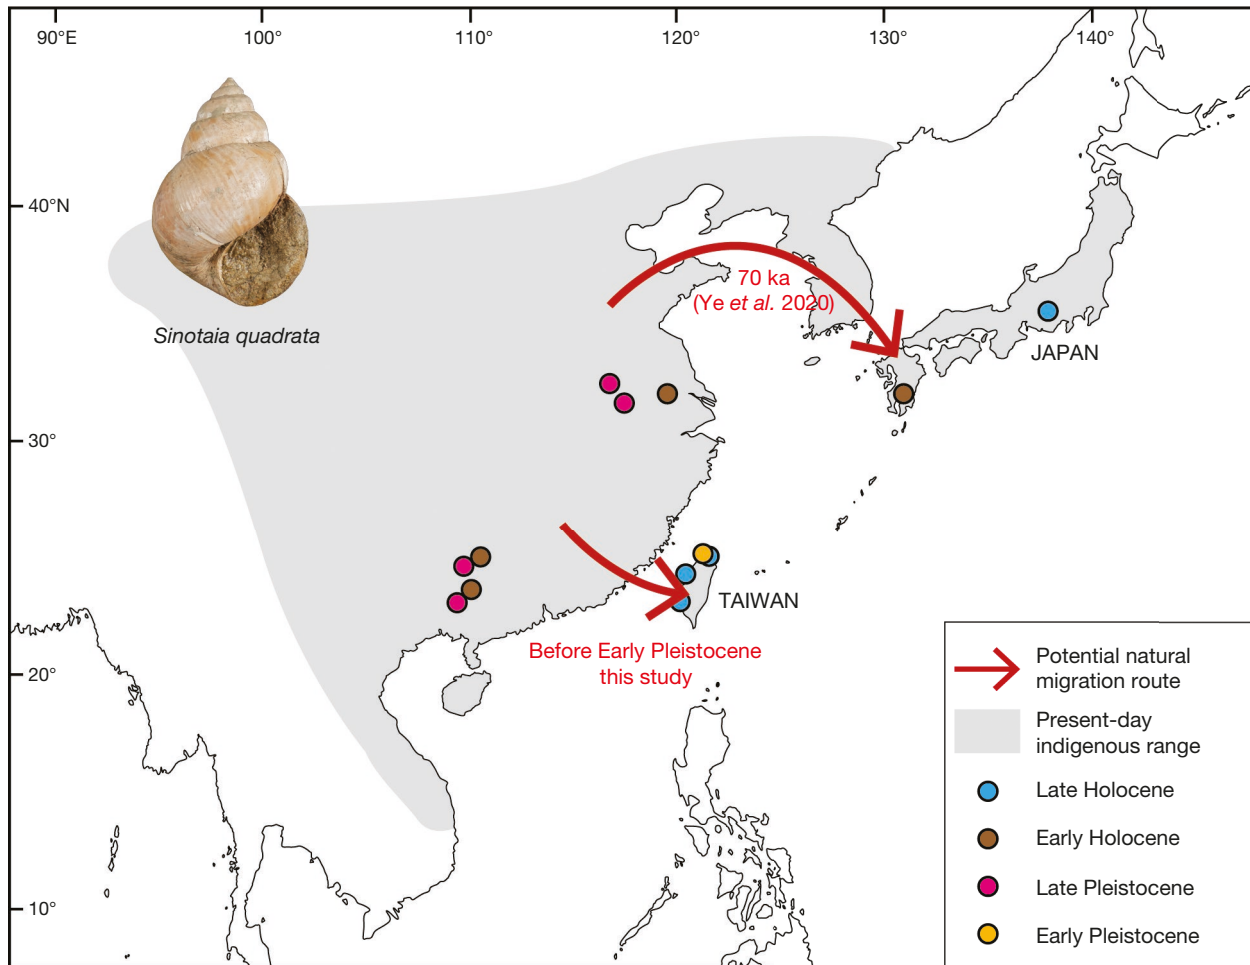 90°E
100°
110°
120°
130°
140°
40°N
30°
20°
10°
Sinotaia quadrata
70 ka
(Ye et al. 2020)
JAPAN
TAIWAN
Before Early Pleistocene
this study
Potential natural
migration route
Present-day
indigenous range
Late Holocene
Early Holocene
Late Pleistocene
Early Pleistocene